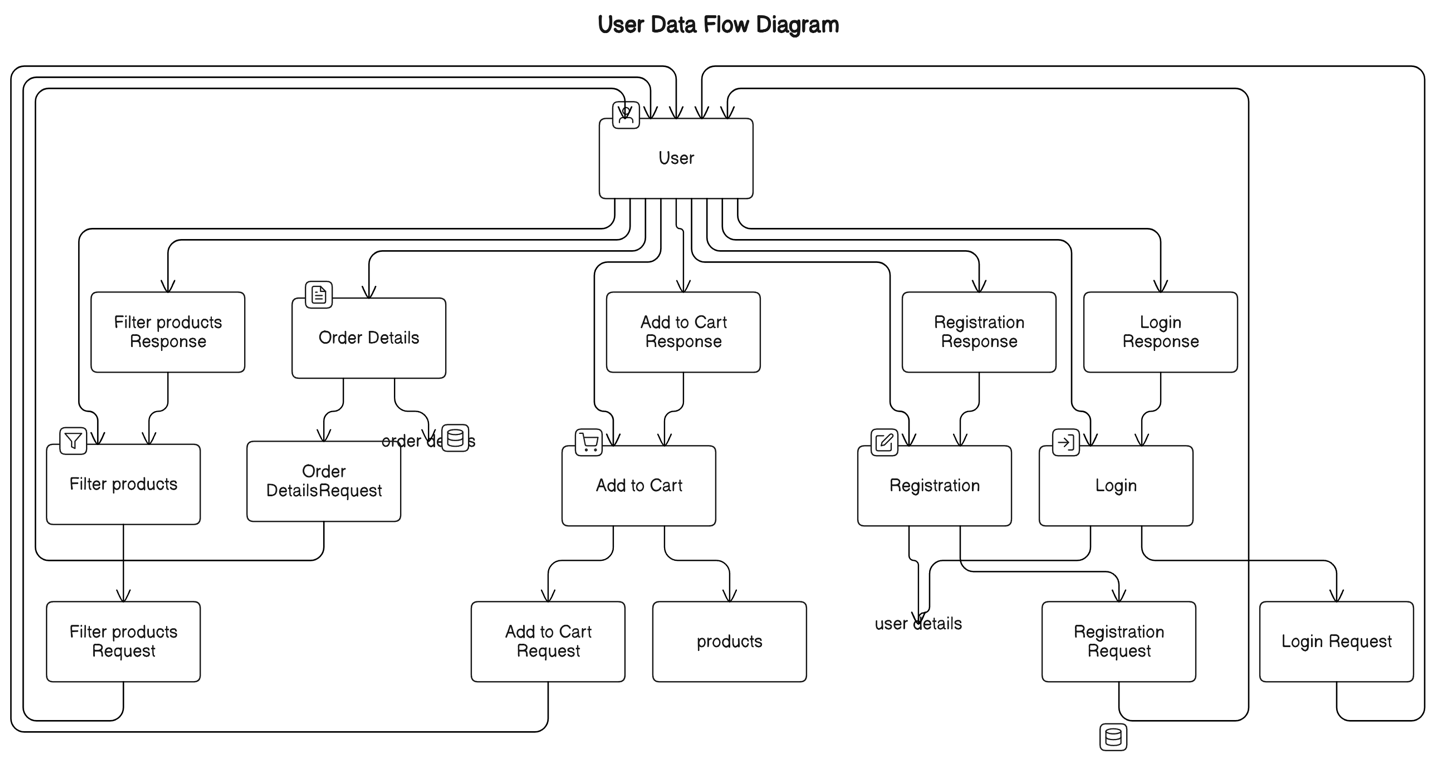 User Data Flow Diagram
User
Filter products
Response
Order Details
Add to Cart
Response
Registration
Response
Login
Response
order details
Filter products
Order
DetailsRequest
Add to Cart
Registration
Login
user details
Filter products
Request
Add to Cart
Request
products
Registration
Request
Login Request